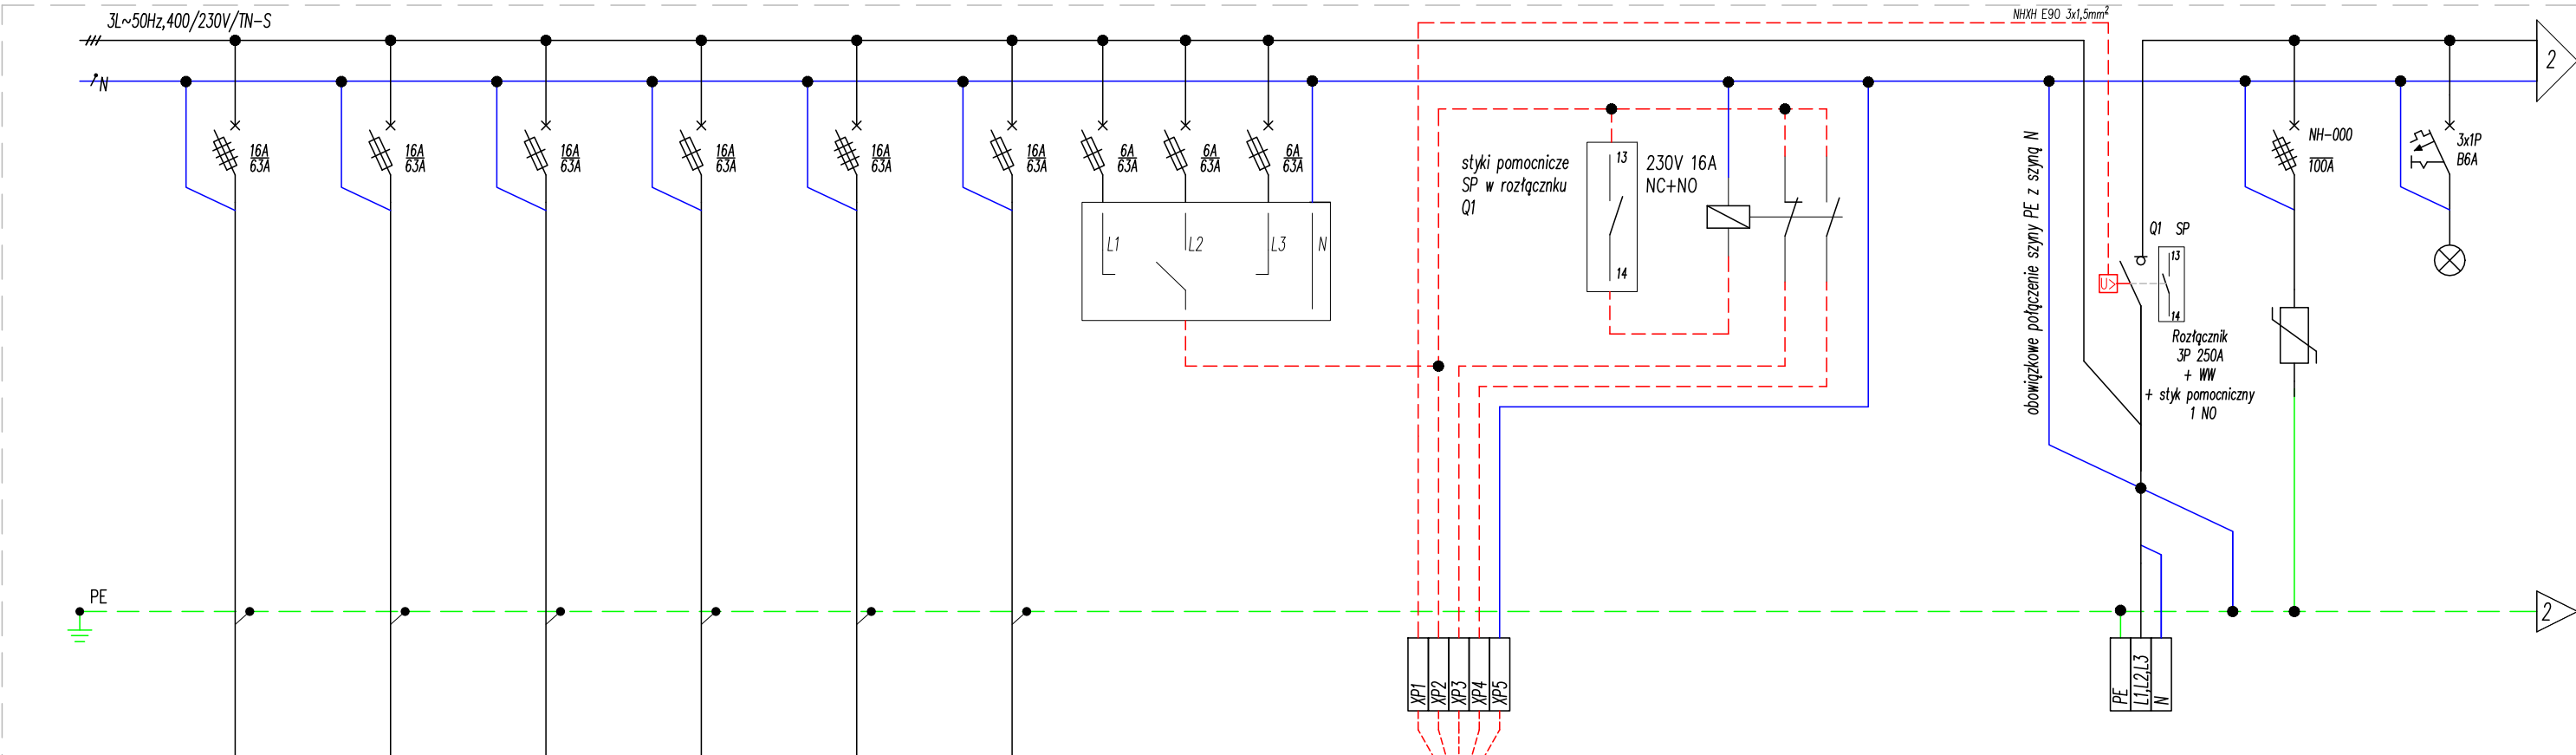 3L~50Hz,400/230V/TN-S
NHXH E90 3x1,5mm²
2
N
16A
63A
16A
63A
16A
63A
16A
63A
16A
63A
16A
63A
6A
63A
6A
63A
6A
63A
L1
L2
L3
N
styki pomocnicze
SP w rozłącznku
Q1
13
14
230V 16A
NC+NO
obowiązkowe połączenie szyny PE z szyną N
Q1 SP
13
14
U>
Rozłącznik
3P 250A
+ WW
+ styk pomocniczny
1 NO
NH-000
100A
3x1P
B6A
PE
2
XP1
XP2
XP3
XP4
XP5
PE
L1,L2,L3
N